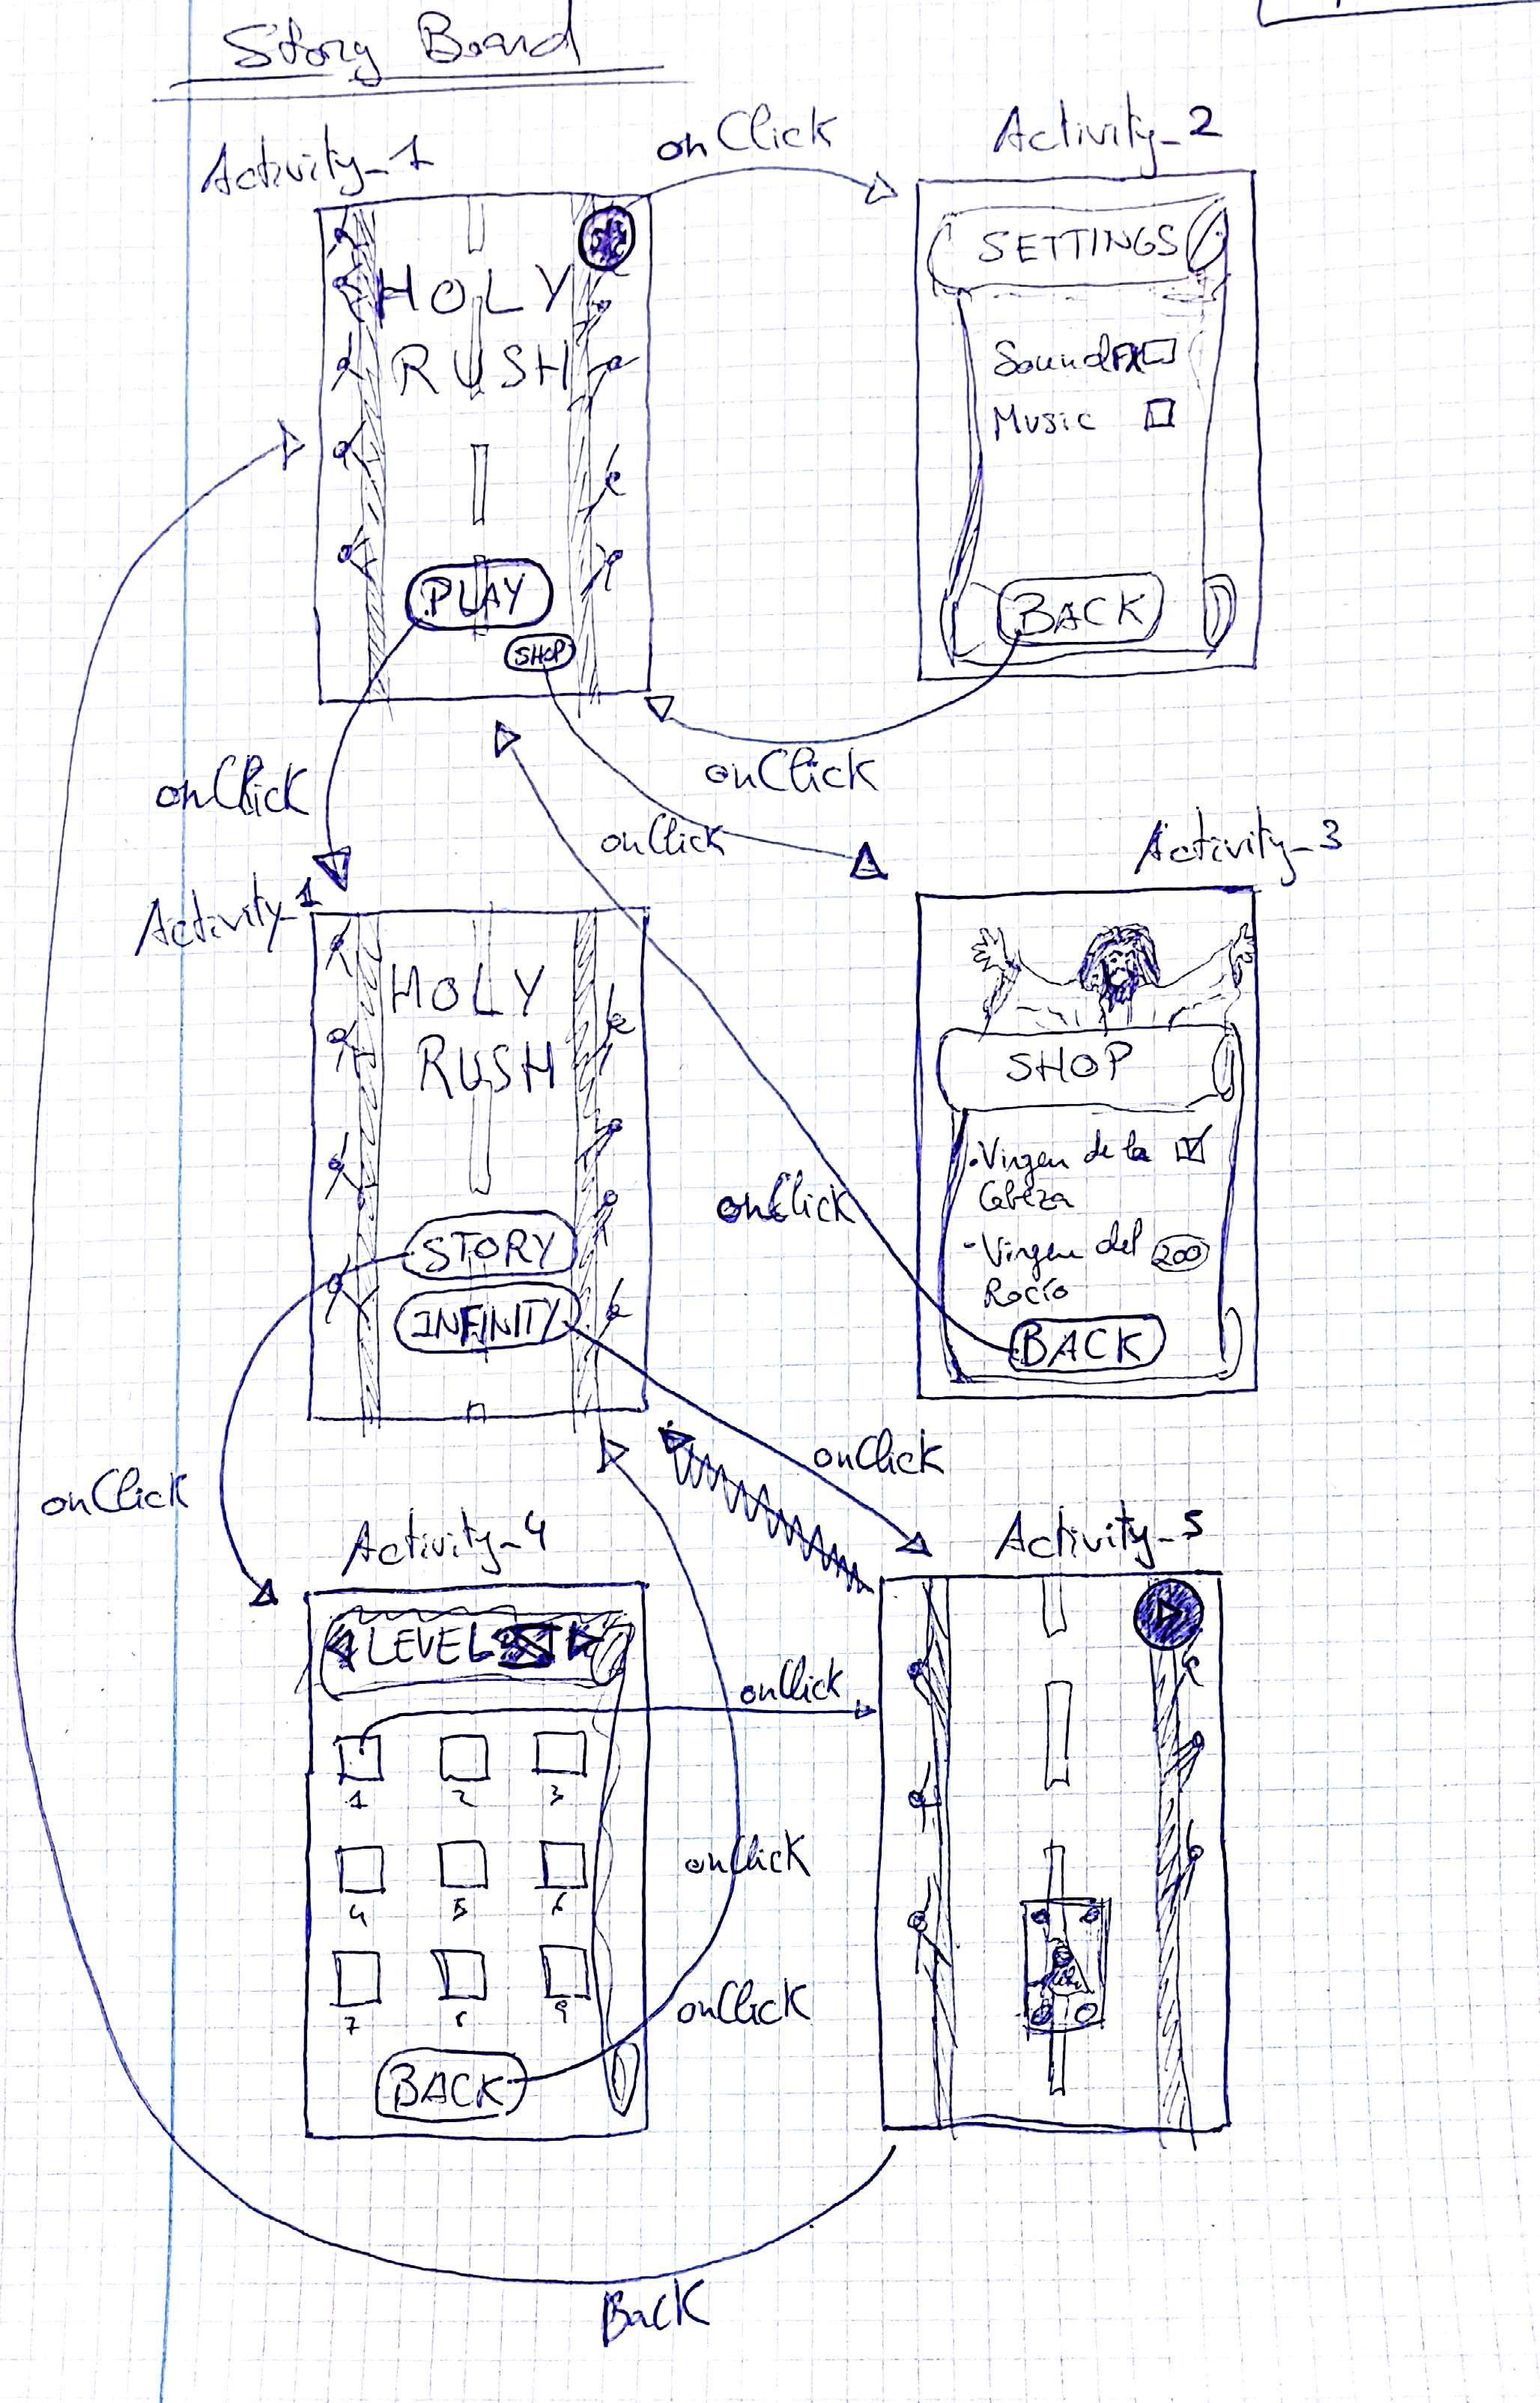 Story Board
Activity_1
onClick
Activity_2
HOLY
RUSH
PLAY
SHOP
SETTINGS
SoundFX
Music
BACK
onClick
onClick
onClick
Activity_1
HOLY
RUSH
STORY
INFINITY
Activity_3
SHOP
.Virgen de la
Cabeza
-Virgen del 200
Rocío
BACK
onClick
onClick
onClick
Activity_4
LEVEL
1 2 3
4 5 6
7 8 9
BACK
Activity_5
onClick
onClick
onClick
Back